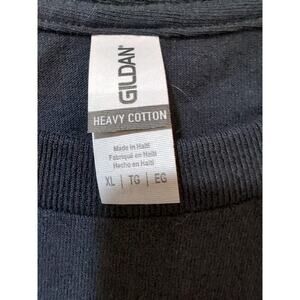 GILDAN®
HEAVY COTTON
Made in Haiti
Fabriqué en Haïti
Hecho en Haití
XL | TG | EG